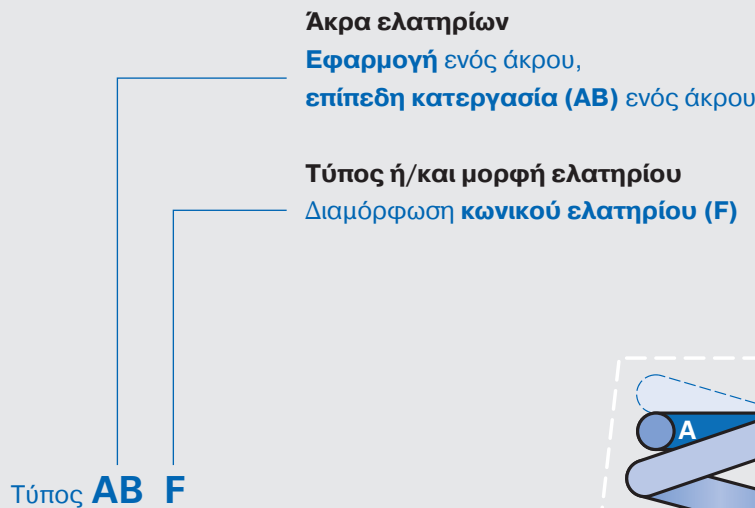 Άκρα ελατηρίων
Εφαρμογή ενός άκρου,
επίπεδη κατεργασία (AB) ενός άκρου
Τύπος ή/και μορφή ελατηρίου
Διαμόρφωση κωνικού ελατηρίου (F)
A
Τύπος AB F